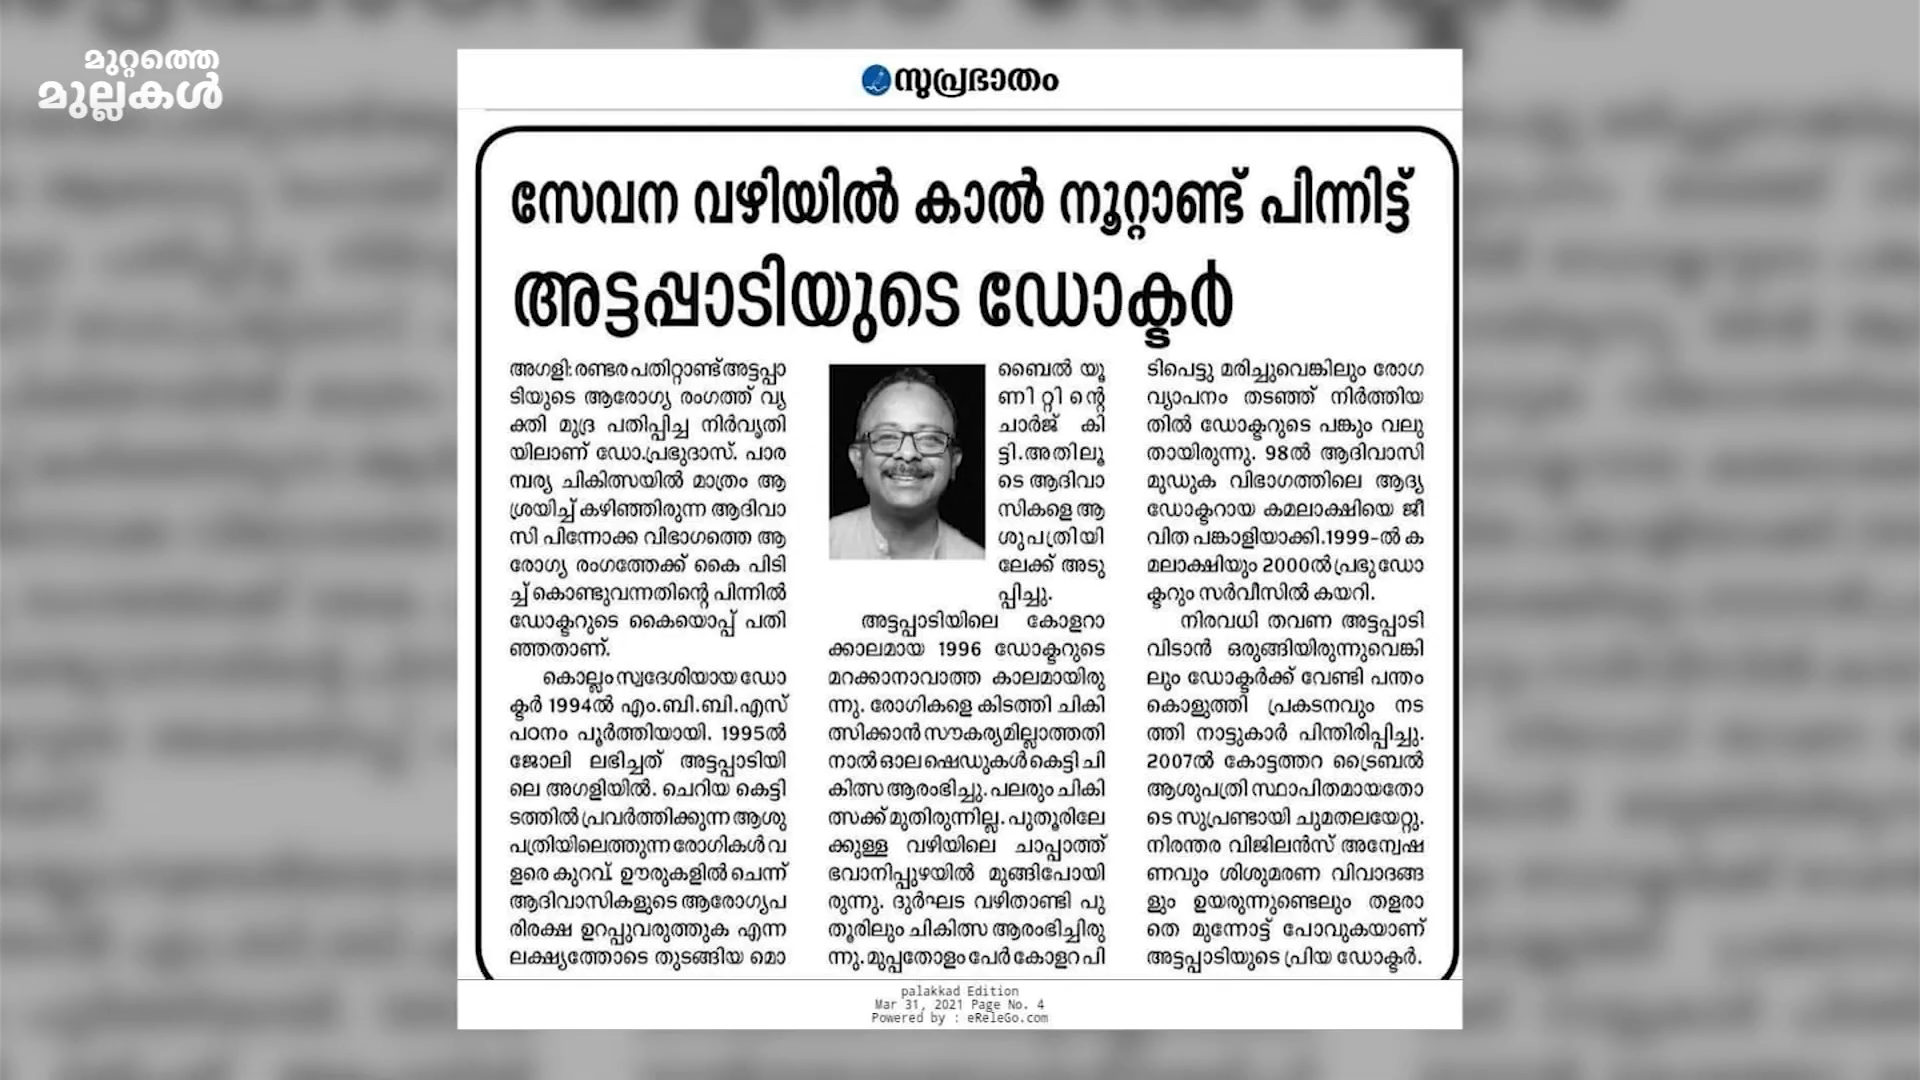 മുറ്റത്തെ
മുല്ലകൾ
സുപ്രഭാതം
സേവന വഴിയിൽ കാൽ നൂറ്റാണ്ട് പിന്നിട്ട്
അട്ടപ്പാടിയുടെ ഡോക്ടർ
അഗളി: രണ്ടര പതിറ്റാണ്ട് അട്ടപ്പാ
ടിയുടെ ആരോഗ്യ രംഗത്ത് വ്യ
ക്തി മുദ്ര പതിപ്പിച്ച നിർവൃതി
യിലാണ് ഡോ.പ്രഭുദാസ്. പാര
മ്പര്യ ചികിത്സയിൽ മാത്രം ആ
ശ്രയിച്ച് കഴിഞ്ഞിരുന്ന ആദിവാ
സി പിന്നോക്ക വിഭാഗത്തെ ആ
രോഗ്യ രംഗത്തേക്ക് കൈ പിടി
ച്ച് കൊണ്ടുവന്നതിന്റെ പിന്നിൽ
ഡോക്ടറുടെ കൈയൊപ്പ് പതി
ഞ്ഞതാണ്.
കൊല്ലം സ്വദേശിയായ ഡോ
ക്ടർ 1994ൽ എം.ബി.ബി.എസ്
പഠനം പൂർത്തിയായി. 1995ൽ
ജോലി ലഭിച്ചത് അട്ടപ്പാടിയി
ലെ അഗളിയിൽ. ചെറിയ കെട്ടി
ടത്തിൽ പ്രവർത്തിക്കുന്ന ആശു
പത്രിയിലെത്തുന്ന രോഗികൾ വ
ളരെ കുറവ്. ഊരുകളിൽ ചെന്ന്
ആദിവാസികളുടെ ആരോഗ്യപ
രിരക്ഷ ഉറപ്പുവരുത്തുക എന്ന
ലക്ഷ്യത്തോടെ തുടങ്ങിയ മൊ
ബൈൽ യൂ
ണിറ്റിന്റെ
ചാർജ് കി
ട്ടി.അതിലൂ
ടെ ആദിവാ
സികളെ ആ
ശുപത്രിയി
ലേക്ക് അടു
പ്പിച്ചു.
അട്ടപ്പാടിയിലെ കോളറാ
ക്കാലമായ 1996 ഡോക്ടറുടെ
മറക്കാനാവാത്ത കാലമായിരു
ന്നു. രോഗികളെ കിടത്തി ചികി
ത്സിക്കാൻ സൗകര്യമില്ലാത്തതി
നാൽ ഓല ഷെഡുകൾ കെട്ടി ചി
കിത്സ ആരംഭിച്ചു. പലരും ചികി
ത്സക്ക് മുതിരുന്നില്ല. പുതൂരിലേ
ക്കുള്ള വഴിയിലെ ചാപ്പാത്ത്
ഭവാനിപ്പുഴയിൽ മുങ്ങിപോയി
രുന്നു. ദുർഘട വഴിതാണ്ടി പു
തൂരിലും ചികിത്സ ആരംഭിച്ചിരു
ന്നു. മുപ്പതോളം പേർ കോളറ പി
ടിപെട്ടു മരിച്ചുവെങ്കിലും രോഗ
വ്യാപനം തടഞ്ഞ് നിർത്തിയ
തിൽ ഡോക്ടറുടെ പങ്കും വലു
തായിരുന്നു. 98ൽ ആദിവാസി
മുഡുക വിഭാഗത്തിലെ ആദ്യ
ഡോക്ടറായ കമലാക്ഷിയെ ജീ
വിത പങ്കാളിയാക്കി.1999-ൽ ക
മലാക്ഷിയും 2000ൽ പ്രഭു ഡോ
ക്ടറും സർവീസിൽ കയറി.
നിരവധി തവണ അട്ടപ്പാടി
വിടാൻ ഒരുങ്ങിയിരുന്നുവെങ്കി
ലും ഡോക്ടർക്ക് വേണ്ടി പന്തം
കൊളുത്തി പ്രകടനവും നട
ത്തി നാട്ടുകാർ പിന്തിരിപ്പിച്ചു.
2007ൽ കോട്ടത്തറ ട്രൈബൽ
ആശുപത്രി സ്ഥാപിതമായതോ
ടെ സൂപ്രണ്ടായി ചുമതലയേറ്റു.
നിരന്തര വിജിലൻസ് അന്വേഷ
ണവും ശിശുമരണ വിവാദങ്ങ
ളും ഉയരുന്നുണ്ടെലും തളരാ
തെ മുന്നോട്ട് പോവുകയാണ്
അട്ടപ്പാടിയുടെ പ്രിയ ഡോക്ടർ.
palakkad Edition
Mar 31, 2021 Page No. 4
Powered by : eReleGo.com